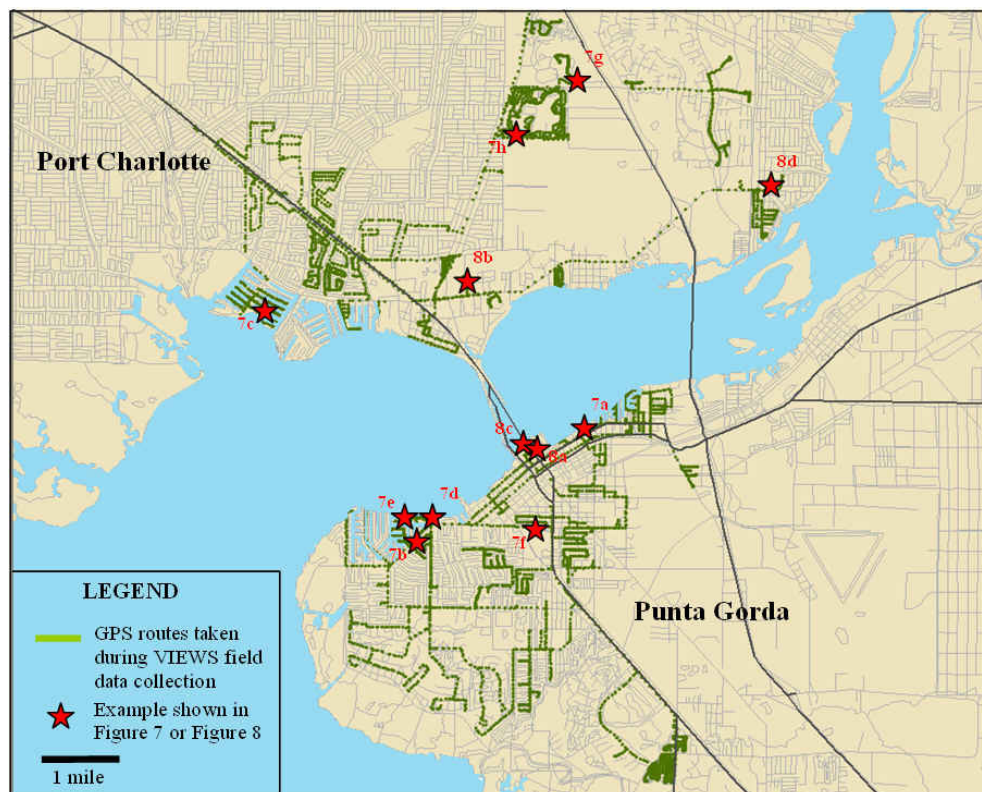 7g
Port Charlotte
7h
8d
8b
7c
7a
8c
8a
7e
7d
7b
7f
Punta Gorda
LEGEND
GPS routes taken
during VIEWS field
data collection
Example shown in
Figure 7 or Figure 8
1 mile